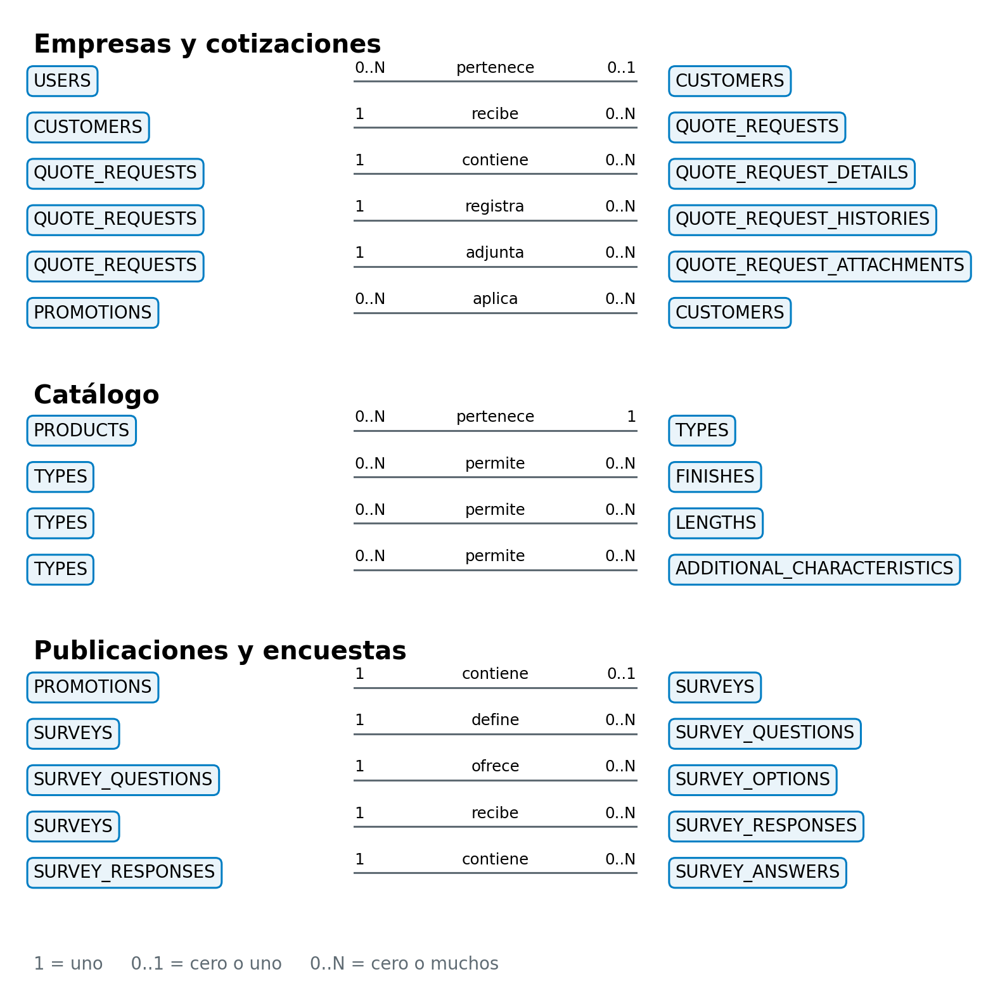 Empresas y cotizaciones
USERS 0..N pertenece 0..1 CUSTOMERS
CUSTOMERS 1 recibe 0..N QUOTE_REQUESTS
QUOTE_REQUESTS 1 contiene 0..N QUOTE_REQUEST_DETAILS
QUOTE_REQUESTS 1 registra 0..N QUOTE_REQUEST_HISTORIES
QUOTE_REQUESTS 1 adjunta 0..N QUOTE_REQUEST_ATTACHMENTS
PROMOTIONS 0..N aplica 0..N CUSTOMERS
Catálogo
PRODUCTS 0..N pertenece 1 TYPES
TYPES 0..N permite 0..N FINISHES
TYPES 0..N permite 0..N LENGTHS
TYPES 0..N permite 0..N ADDITIONAL_CHARACTERISTICS
Publicaciones y encuestas
PROMOTIONS 1 contiene 0..1 SURVEYS
SURVEYS 1 define 0..N SURVEY_QUESTIONS
SURVEY_QUESTIONS 1 ofrece 0..N SURVEY_OPTIONS
SURVEYS 1 recibe 0..N SURVEY_RESPONSES
SURVEY_RESPONSES 1 contiene 0..N SURVEY_ANSWERS
1 = uno 0..1 = cero o uno 0..N = cero o muchos